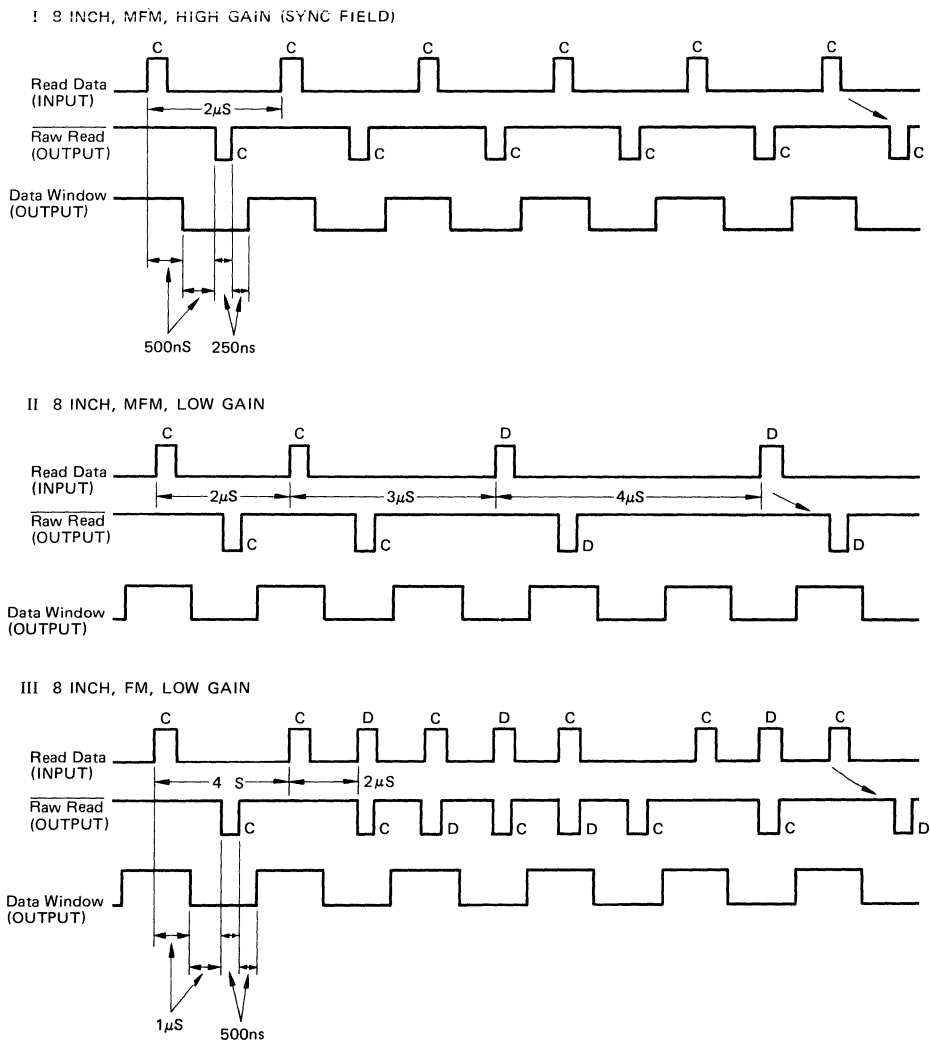 I 8 INCH, MFM, HIGH GAIN (SYNC FIELD)
C C C C C C
Read Data
(INPUT)
2μS
Raw Read
(OUTPUT)
C C C C C C
Data Window
(OUTPUT)
500nS 250ns
II 8 INCH, MFM, LOW GAIN
C C D D
Read Data
(INPUT)
2μS 3μS 4μS
Raw Read
(OUTPUT)
C C D D
Data Window
(OUTPUT)
III 8 INCH, FM, LOW GAIN
C C D C D C C D C
Read Data
(INPUT)
4 S 2μS
Raw Read
(OUTPUT)
C C D C D C C D
Data Window
(OUTPUT)
1μS
500ns